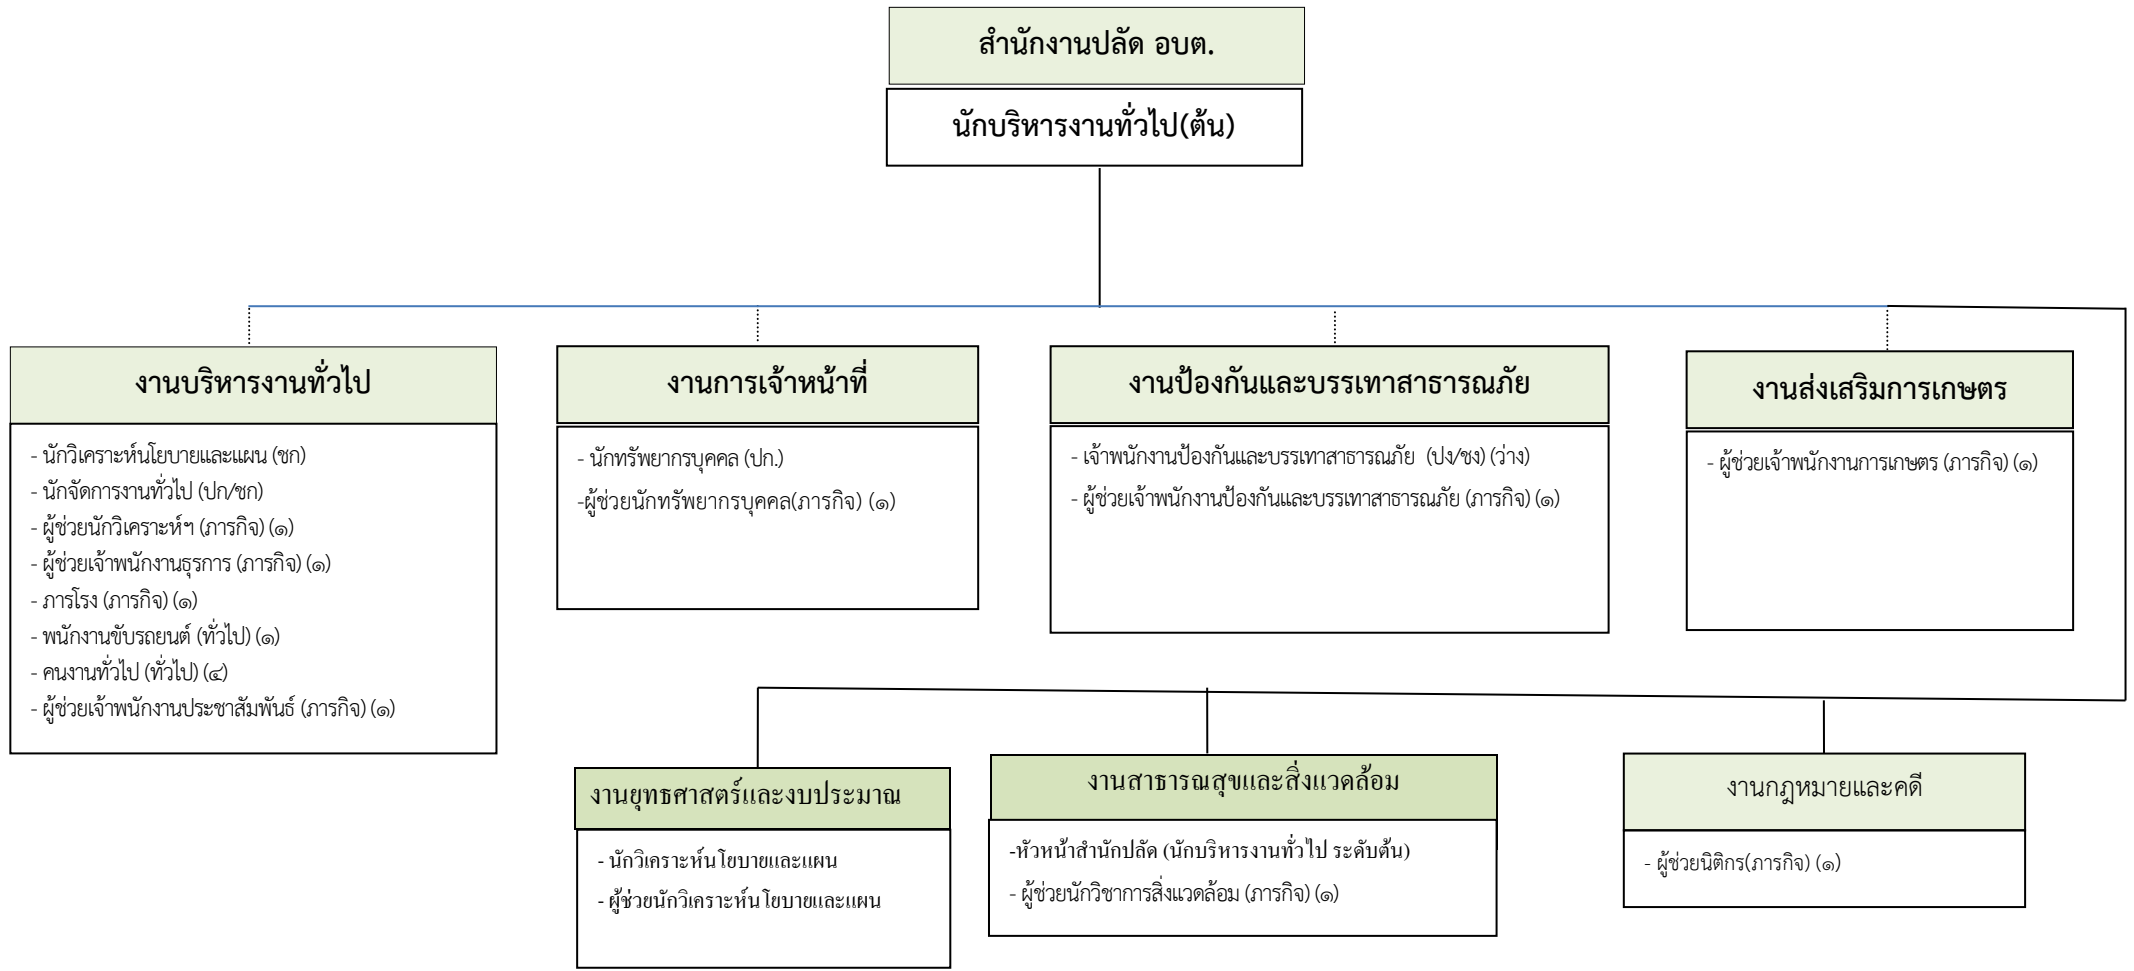 สำนักงานปลัด อบต.
นักบริหารงานทั่วไป(ต้น)
งานบริหารงานทั่วไป
- นักวิเคราะห์นโยบายและแผน (ชก)
- นักจัดการงานทั่วไป (ปก/ชก)
- ผู้ช่วยนักวิเคราะห์ฯ (ภารกิจ) (๑)
- ผู้ช่วยเจ้าพนักงานธุรการ (ภารกิจ) (๑)
- ภารโรง (ภารกิจ) (๑)
- พนักงานขับรถยนต์ (ทั่วไป) (๑)
- คนงานทั่วไป (ทั่วไป) (๔)
- ผู้ช่วยเจ้าพนักงานประชาสัมพันธ์ (ภารกิจ) (๑)
งานการเจ้าหน้าที่
- นักทรัพยากรบุคคล (ปก.)
-ผู้ช่วยนักทรัพยากรบุคคล(ภารกิจ) (๑)
งานป้องกันและบรรเทาสาธารณภัย
- เจ้าพนักงานป้องกันและบรรเทาสาธารณภัย (ปง/ชง) (ว่าง)
- ผู้ช่วยเจ้าพนักงานป้องกันและบรรเทาสาธารณภัย (ภารกิจ) (๑)
งานส่งเสริมการเกษตร
- ผู้ช่วยเจ้าพนักงานการเกษตร (ภารกิจ) (๑)
งานยุทธศาสตร์และงบประมาณ
- นักวิเคราะห์นโยบายและแผน
- ผู้ช่วยนักวิเคราะห์นโยบายและแผน
งานสาธารณสุขและสิ่งแวดล้อม
-หัวหน้าสำนักปลัด (นักบริหารงานทั่วไป ระดับต้น)
- ผู้ช่วยนักวิชาการสิ่งแวดล้อม (ภารกิจ) (๑)
งานกฎหมายและคดี
- ผู้ช่วยนิติกร(ภารกิจ) (๑)